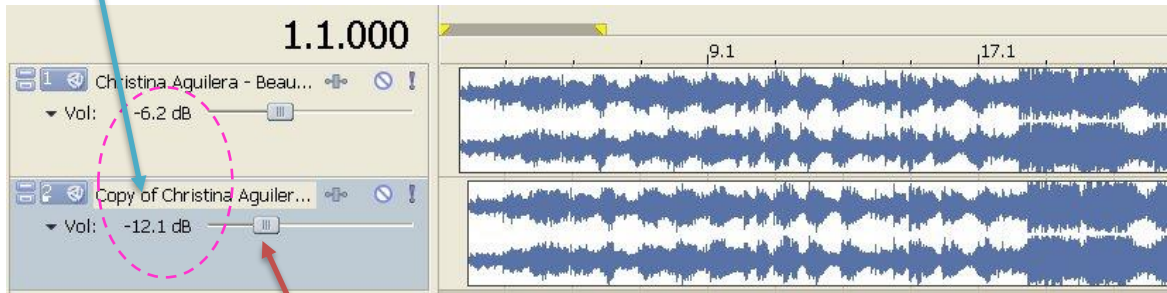 1.1.000
9.1 17.1
1 Christina Aguilera - Beau...
Vol: -6.2 dB
2 Copy of Christina Aguiler...
Vol: -12.1 dB